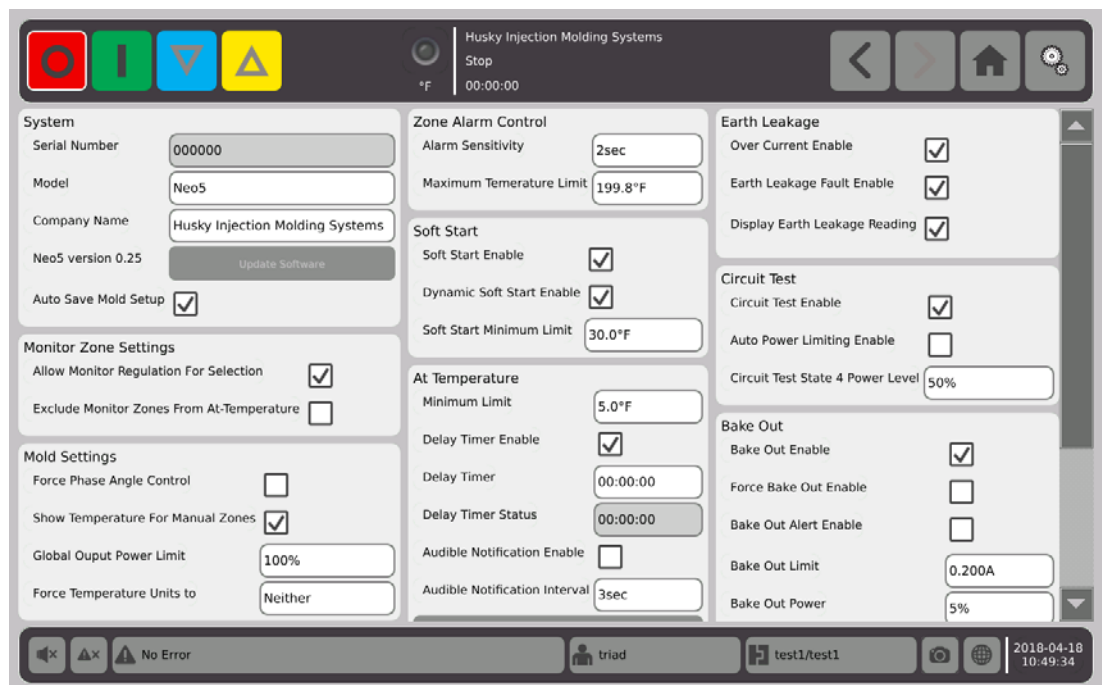 Husky Injection Molding Systems
Stop
°F
00:00:00
System
Serial Number
000000
Model
Neo5
Company Name
Husky Injection Molding Systems
Neo5 version 0.25
Update Software
Auto Save Mold Setup
Monitor Zone Settings
Allow Monitor Regulation For Selection
Exclude Monitor Zones From At-Temperature
Mold Settings
Force Phase Angle Control
Show Temperature For Manual Zones
Global Ouput Power Limit
100%
Force Temperature Units to
Neither
Zone Alarm Control
Alarm Sensitivity
2sec
Maximum Temerature Limit
199.8°F
Soft Start
Soft Start Enable
Dynamic Soft Start Enable
Soft Start Minimum Limit
30.0°F
At Temperature
Minimum Limit
5.0°F
Delay Timer Enable
Delay Timer
00:00:00
Delay Timer Status
00:00:00
Audible Notification Enable
Audible Notification Interval
3sec
Earth Leakage
Over Current Enable
Earth Leakage Fault Enable
Display Earth Leakage Reading
Circuit Test
Circuit Test Enable
Auto Power Limiting Enable
Circuit Test State 4 Power Level
50%
Bake Out
Bake Out Enable
Force Bake Out Enable
Bake Out Alert Enable
Bake Out Limit
0.200A
Bake Out Power
5%
No Error
triad
test1/test1
2018-04-18
10:49:34